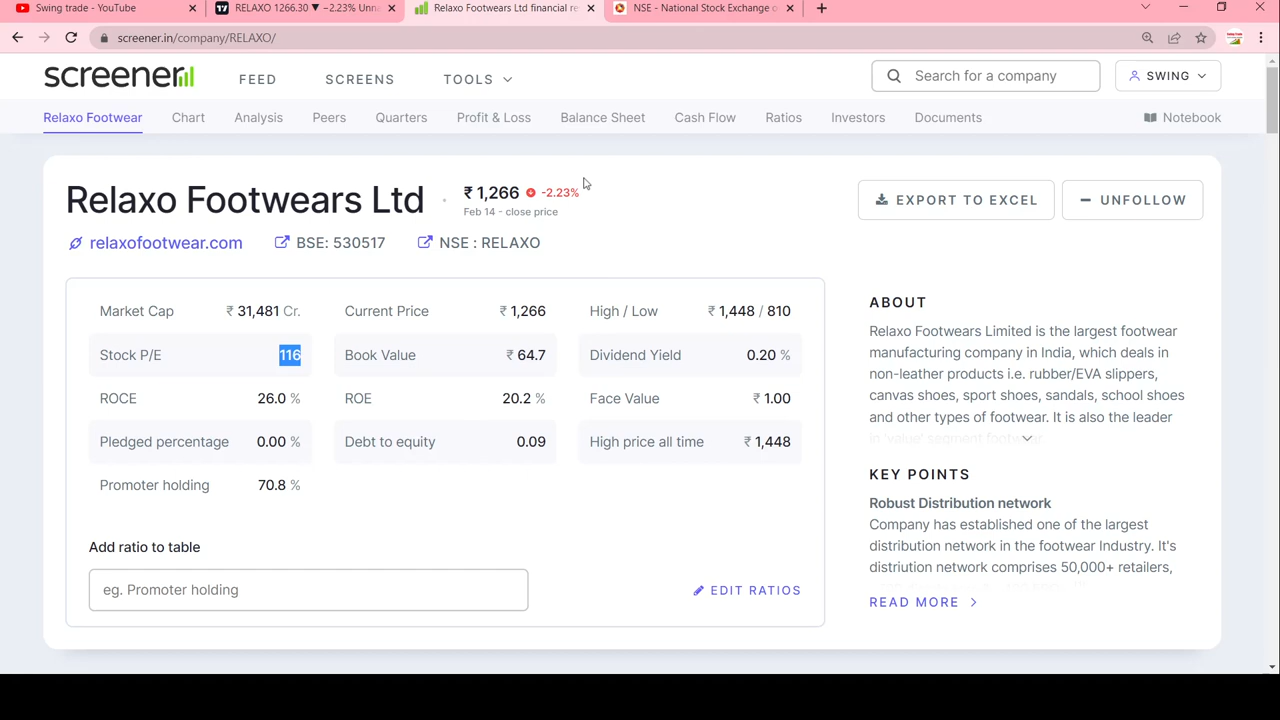 Swing trade - YouTube
RELAXO 1266.30 ▼ −2.23% Unna
Relaxo Footwears Ltd financial re
NSE - National Stock Exchange o
screener.in/company/RELAXO/
screener
FEED
SCREENS
TOOLS
Search for a company
SWING
Relaxo Footwear
Chart
Analysis
Peers
Quarters
Profit & Loss
Balance Sheet
Cash Flow
Ratios
Investors
Documents
Notebook
Relaxo Footwears Ltd
₹ 1,266 -2.23%
Feb 14 - close price
EXPORT TO EXCEL
UNFOLLOW
relaxofootwear.com
BSE: 530517
NSE : RELAXO
Market Cap ₹ 31,481 Cr.
Current Price ₹ 1,266
High / Low ₹ 1,448 / 810
Stock P/E 116
Book Value ₹ 64.7
Dividend Yield 0.20 %
ROCE 26.0 %
ROE 20.2 %
Face Value ₹ 1.00
Pledged percentage 0.00 %
Debt to equity 0.09
High price all time ₹ 1,448
Promoter holding 70.8 %
Add ratio to table
eg. Promoter holding
EDIT RATIOS
ABOUT
Relaxo Footwears Limited is the largest footwear
manufacturing company in India, which deals in
non-leather products i.e. rubber/EVA slippers,
canvas shoes, sport shoes, sandals, school shoes
and other types of footwear. It is also the leader
in 'value' segment footwear.
KEY POINTS
Robust Distribution network
Company has established one of the largest
distribution network in the footwear Industry. It's
distriution network comprises 50,000+ retailers,
READ MORE